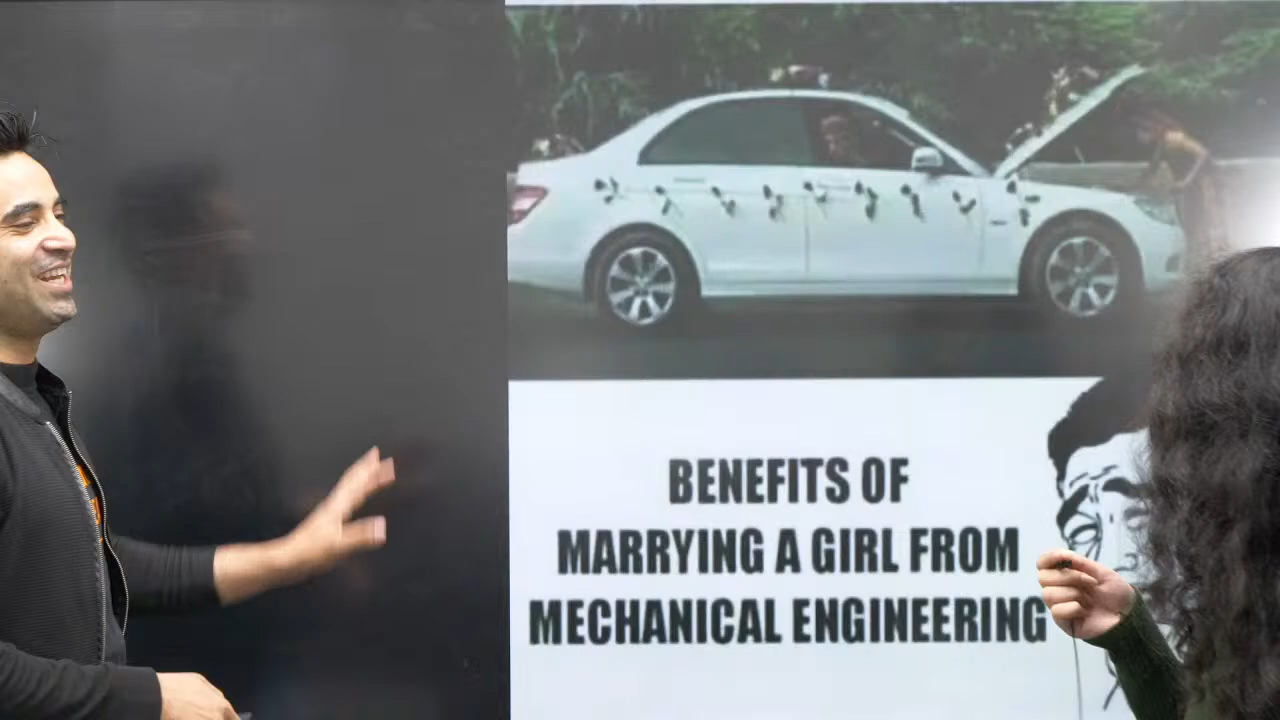 BENEFITS OF
MARRYING A GIRL FROM
MECHANICAL ENGINEERING